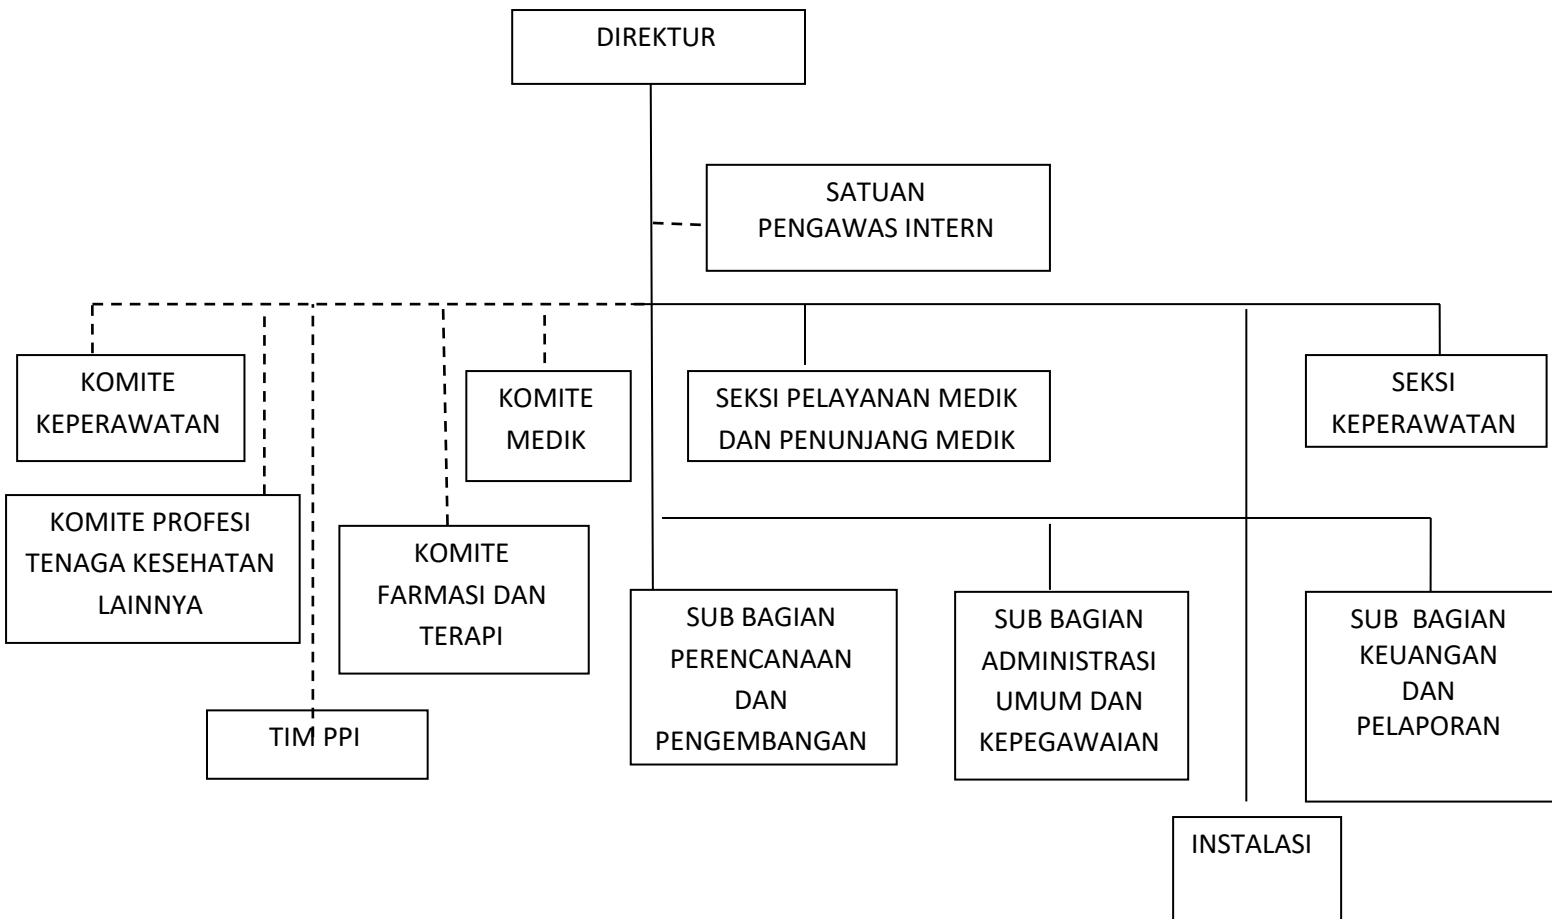 DIREKTUR
SATUAN
PENGAWAS INTERN
KOMITE
KEPERAWATAN
KOMITE
MEDIK
SEKSI PELAYANAN MEDIK
DAN PENUNJANG MEDIK
SEKSI
KEPERAWATAN
KOMITE PROFESI
TENAGA KESEHATAN
LAINNYA
KOMITE
FARMASI DAN
TERAPI
SUB BAGIAN
PERENCANAAN
DAN
PENGEMBANGAN
SUB BAGIAN
ADMINISTRASI
UMUM DAN
KEPEGAWAIAN
SUB BAGIAN
KEUANGAN
DAN
PELAPORAN
TIM PPI
INSTALASI